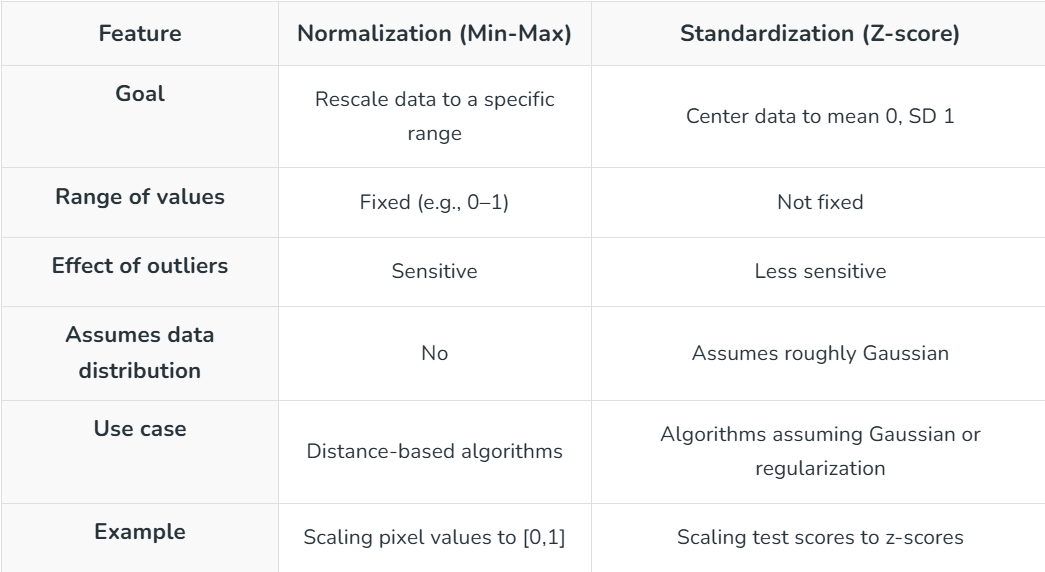 Feature
Normalization (Min-Max)
Standardization (Z-score)
Goal
Rescale data to a specific
range
Center data to mean 0, SD 1
Range of values
Fixed (e.g., 0–1)
Not fixed
Effect of outliers
Sensitive
Less sensitive
Assumes data
distribution
No
Assumes roughly Gaussian
Use case
Distance-based algorithms
Algorithms assuming Gaussian or
regularization
Example
Scaling pixel values to [0,1]
Scaling test scores to z-scores